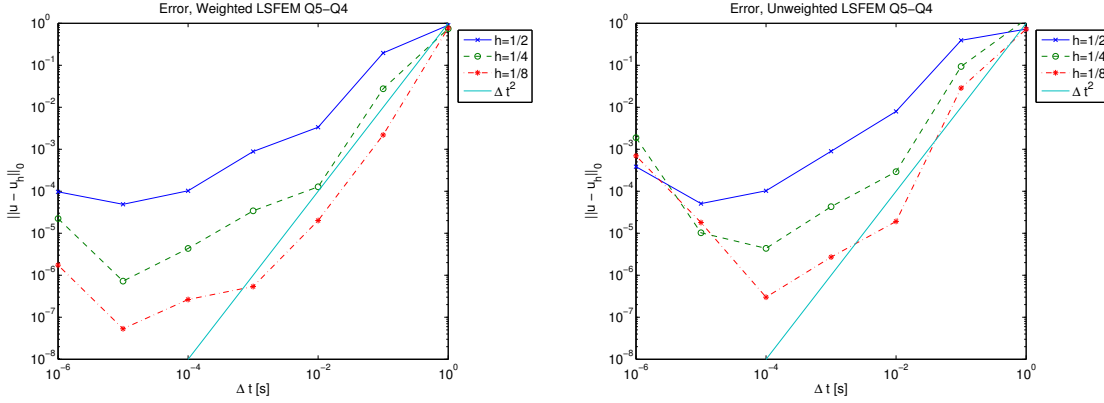 Error, Weighted LSFEM Q5−Q4
10^0
10^−1
10^−2
10^−3
10^−4
10^−5
10^−6
10^−7
10^−8
||u − u_h||_0
10^−6
10^−4
10^−2
10^0
Δ t [s]
h=1/2
h=1/4
h=1/8
Δ t^2
Error, Unweighted LSFEM Q5−Q4
10^0
10^−1
10^−2
10^−3
10^−4
10^−5
10^−6
10^−7
10^−8
||u − u_h||_0
10^−6
10^−4
10^−2
10^0
Δ t [s]
h=1/2
h=1/4
h=1/8
Δ t^2